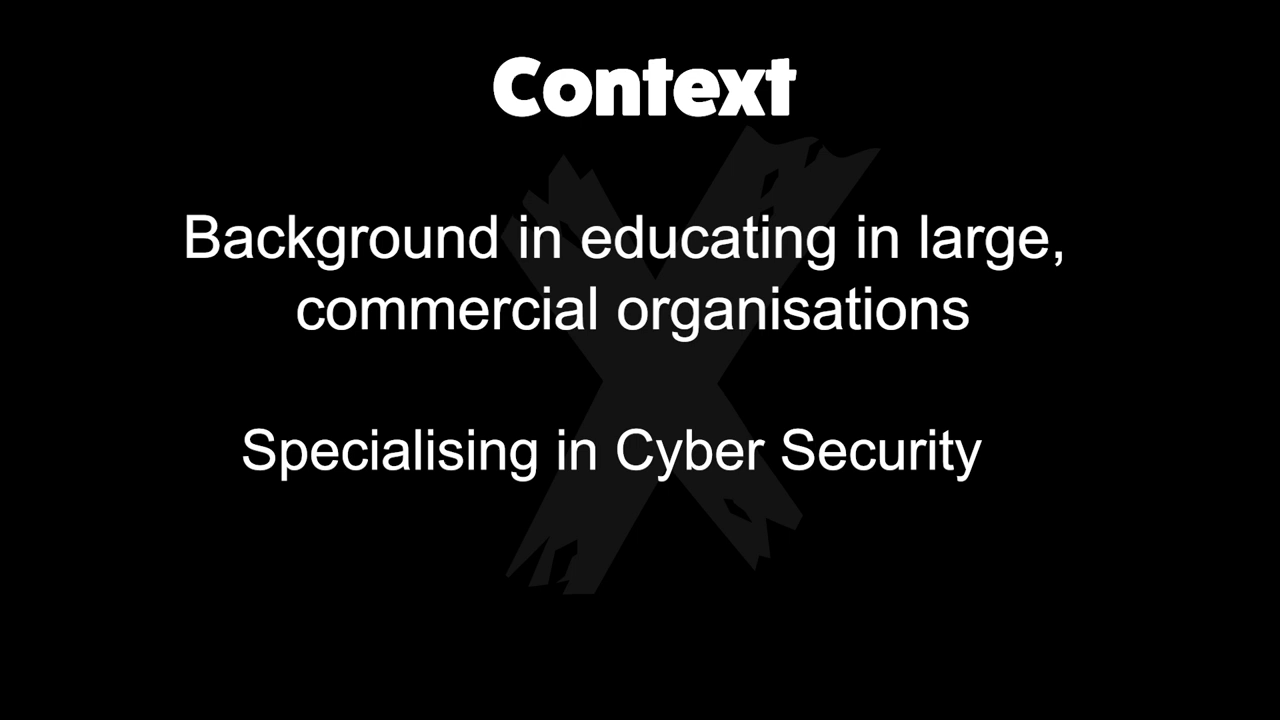 Context
Background in educating in large,
commercial organisations
Specialising in Cyber Security